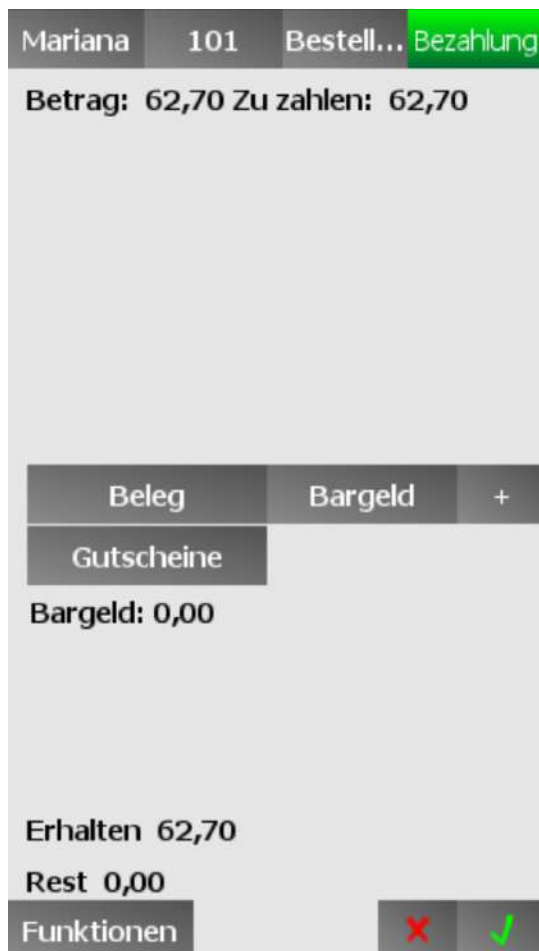 Mariana 101 Bestell... Bezahlung
Betrag: 62,70 Zu zahlen: 62,70
Beleg Bargeld +
Gutscheine
Bargeld: 0,00
Erhalten 62,70
Rest 0,00
Funktionen